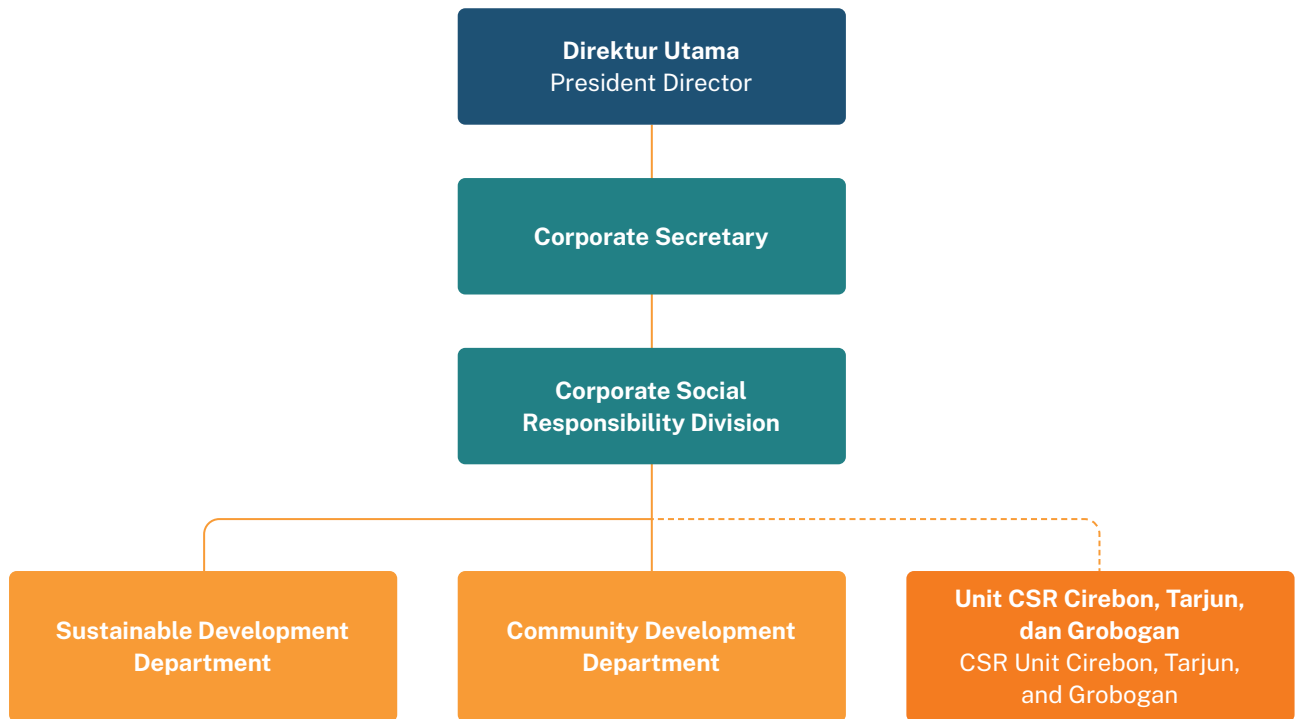 Direktur Utama
President Director
Corporate Secretary
Corporate Social
Responsibility Division
Sustainable Development
Department
Community Development
Department
Unit CSR Cirebon, Tarjun,
dan Grobogan
CSR Unit Cirebon, Tarjun,
and Grobogan